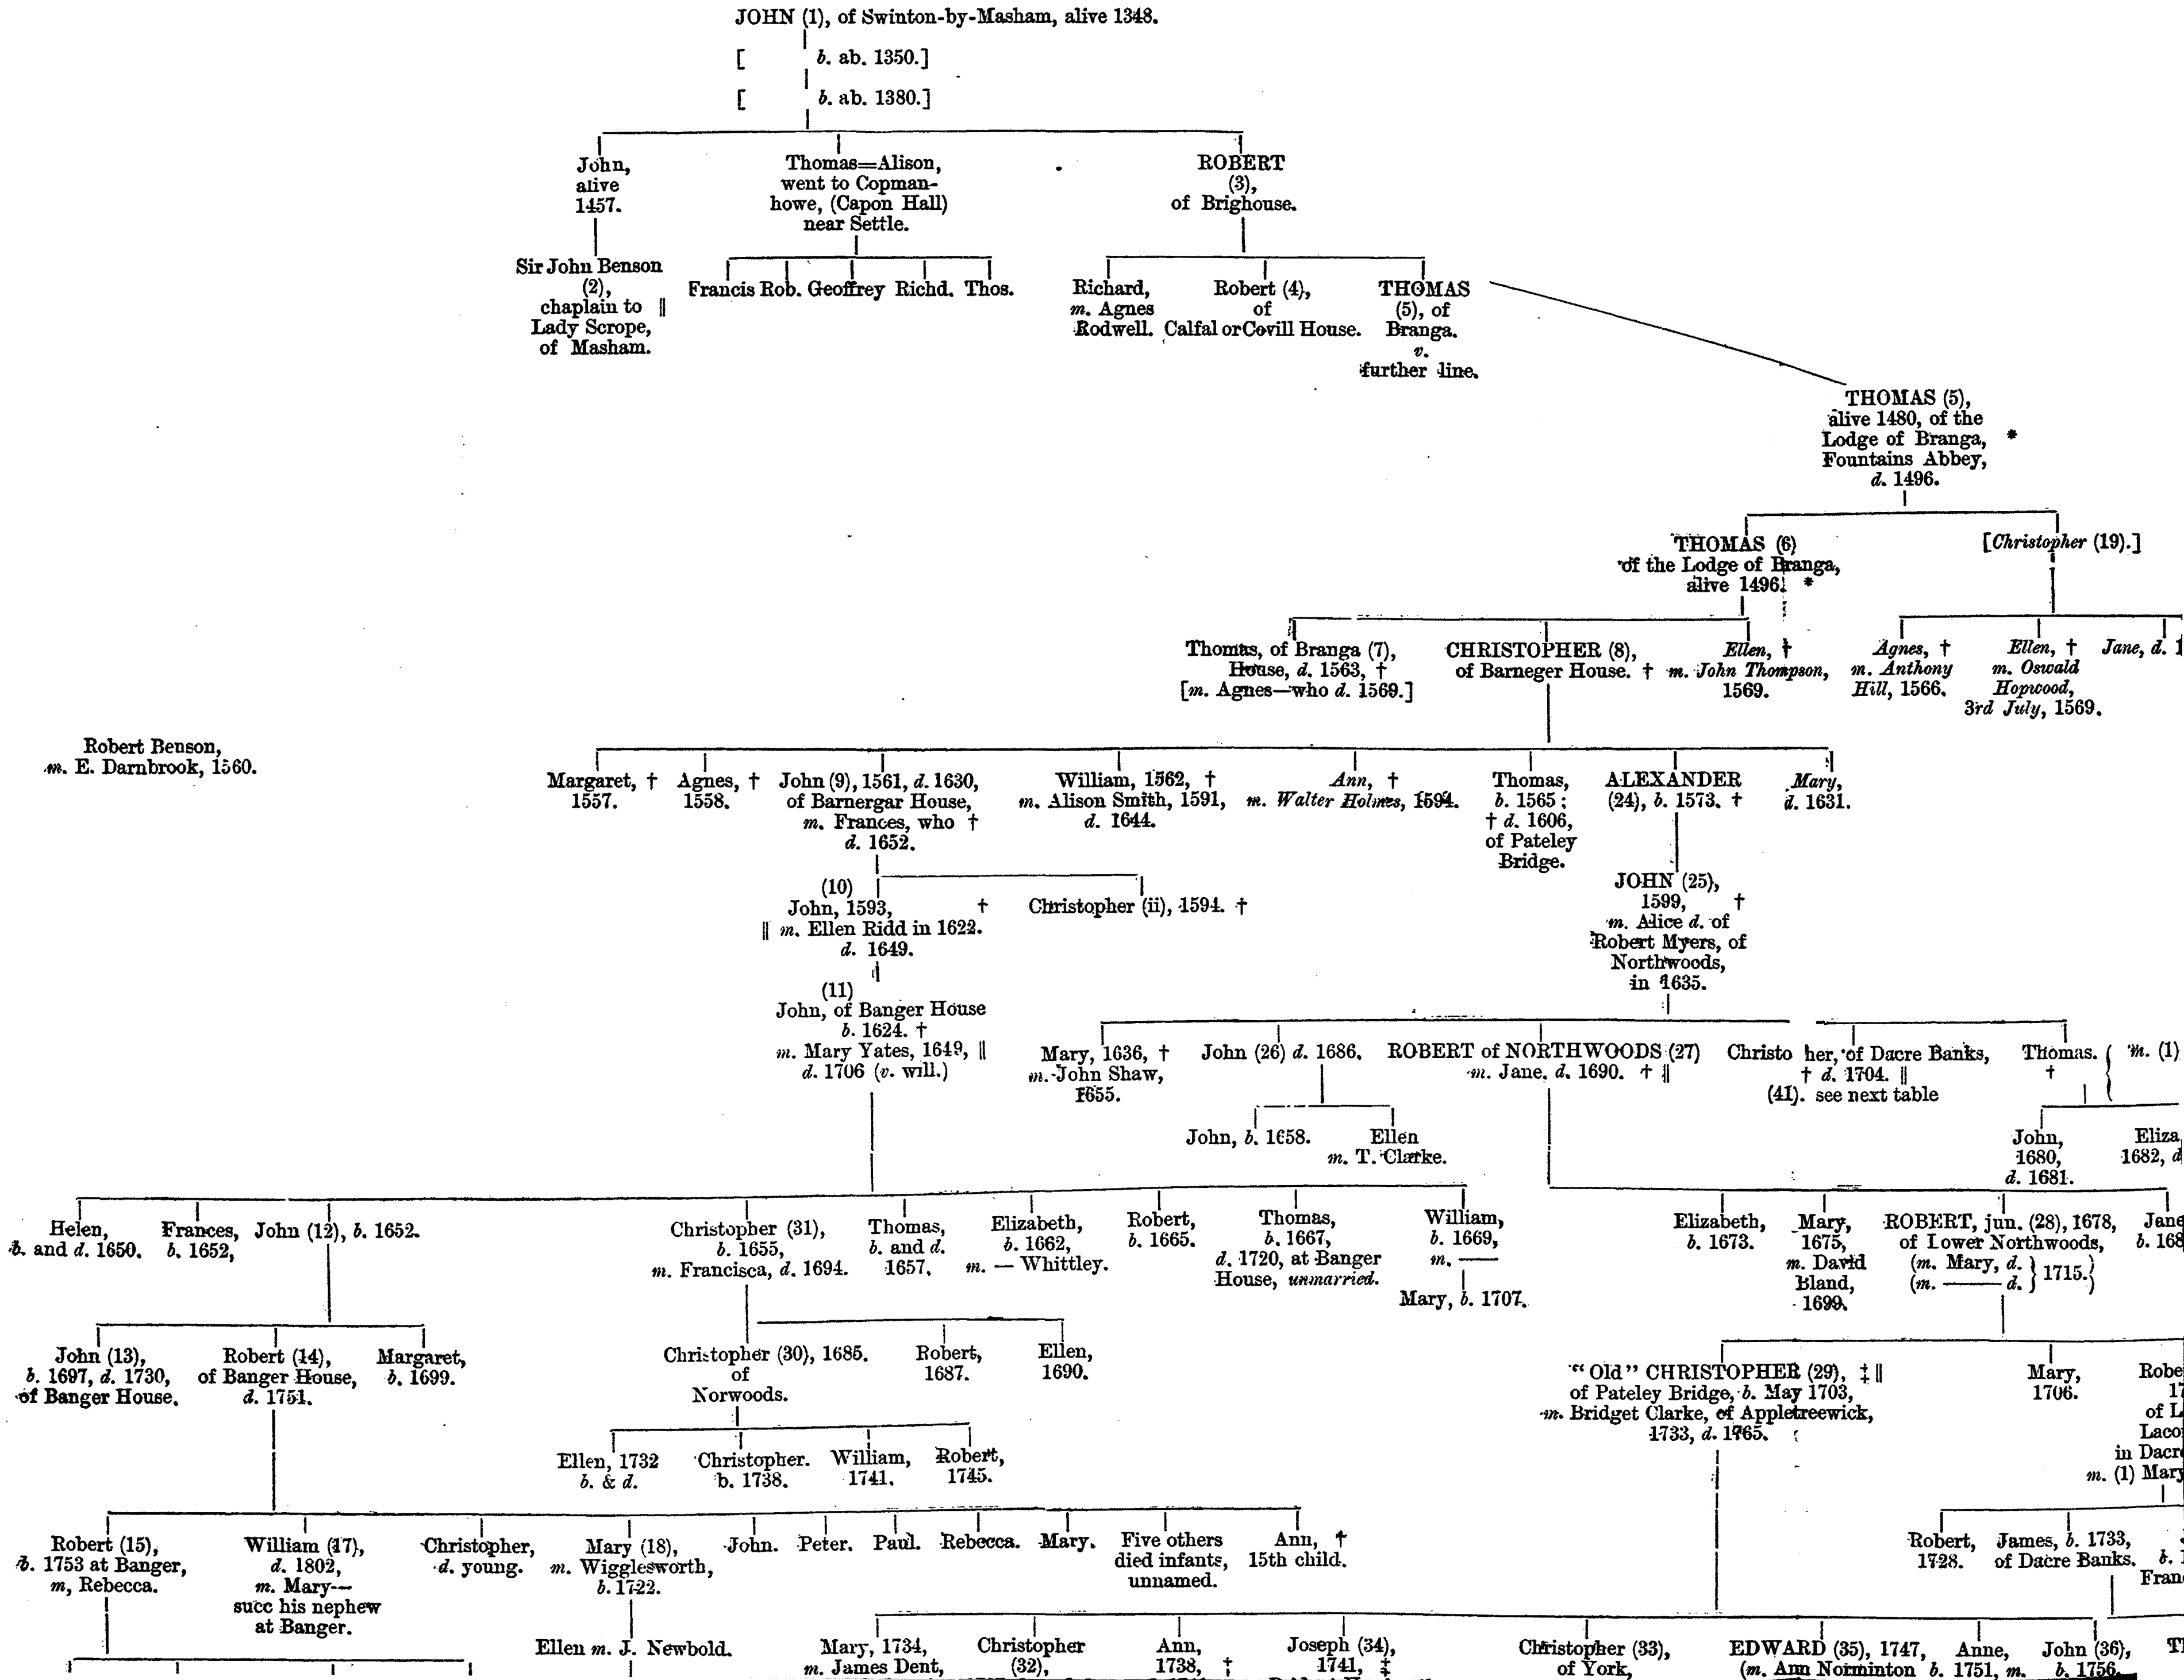 JOHN (1), of Swinton-by-Masham, alive 1348.
[ b. ab. 1350.]
[ b. ab. 1380.]
John,
alive
1457.
Thomas=Alison,
went to Copman-
howe, (Capon Hall)
near Settle.
ROBERT
(3),
of Brighouse.
Sir John Benson
(2),
chaplain to ||
Lady Scrope,
of Masham.
Francis Rob. Geoffrey Richd. Thos.
Richard,
m. Agnes
Rodwell.
Robert (4),
of
Calfal or Covill House.
THOMAS
(5), of
Branga.
v.
further line.
THOMAS (5),
alive 1480, of the
Lodge of Branga, *
Fountains Abbey,
d. 1496.
THOMAS (6)
of the Lodge of Branga,
alive 1496. *
[Christopher (19).]
Thomas, of Branga (7),
House, d. 1563, †
[m. Agnes—who d. 1569.]
CHRISTOPHER (8),
of Barneger House. †
Ellen, †
m. John Thompson,
1569.
Agnes, †
m. Anthony
Hill, 1566.
Ellen, †
m. Oswald
Hopwood,
3rd July, 1569.
Jane, d. 1
Robert Benson,
m. E. Darnbrook, 1560.
Margaret, †
1557.
Agnes, †
1558.
John (9), 1561, d. 1630,
of Barnergar House,
m. Frances, who †
d. 1652.
William, 1562, †
m. Alison Smith, 1591,
d. 1644.
Ann, †
m. Walter Holmes, 1594.
Thomas,
b. 1565;
† d. 1606,
of Pateley
Bridge.
ALEXANDER
(24), b. 1573. †
Mary,
d. 1631.
(10)
John, 1593, †
|| m. Ellen Ridd in 1622.
d. 1649.
Christopher (ii), 1594. †
JOHN (25),
1599, †
m. Alice d. of
Robert Myers, of
Northwoods,
in 1635.
(11)
John, of Banger House
b. 1624. †
m. Mary Yates, 1649, ||
d. 1706 (v. will.)
Mary, 1636, †
m. John Shaw,
1655.
John (26) d. 1686.
ROBERT of NORTHWOODS (27)
m. Jane. d. 1690. † ||
Christo her, of Dacre Banks,
† d. 1704. ||
(41). see next table
Thomas. { m. (1)
†
John, b. 1658.
Ellen
m. T. Clarke.
John,
1680,
d. 1681.
Eliza
1682, d
Helen,
b. and d. 1650.
Frances,
b. 1652,
John (12), b. 1652.
Christopher (31),
b. 1655,
m. Francisca, d. 1694.
Thomas,
b. and d.
1657.
Elizabeth,
b. 1662,
m. — Whittley.
Robert,
b. 1665.
Thomas,
b. 1667,
d. 1720, at Banger
House, unmarried.
William,
b. 1669,
m. ——
Mary, b. 1707.
Elizabeth,
b. 1673.
Mary,
1675,
m. David
Bland,
1699.
ROBERT, jun. (28), 1678,
of Lower Northwoods,
(m. Mary, d. } 1715.)
(m. —— d. }
Jane
b. 168
John (13),
b. 1697, d. 1730,
of Banger House.
Robert (14),
of Banger House,
d. 1751.
Margaret,
b. 1699.
Christopher (30), 1685.
of
Norwoods.
Robert,
1687.
Ellen,
1690.
"Old" CHRISTOPHER (29), ‡ ||
of Pateley Bridge, b. May 1703,
m. Bridget Clarke, of Appletreewick,
1733, d. 1765.
Mary,
1706.
Robe
17
of L
Laco
in Dacr
m. (1) Mary
Ellen, 1732
b. & d.
Christopher.
b. 1738.
William,
1741.
Robert,
1745.
Robert (15),
b. 1753 at Banger,
m, Rebecca.
William (17),
d. 1802,
m. Mary—
succ his nephew
at Banger.
Christopher,
d. young.
Mary (18),
m. Wigglesworth,
b. 1722.
John. Peter. Paul. Rebecca. Mary.
Five others
died infants,
unnamed.
Ann, †
15th child.
Robert,
1728.
James, b. 1733,
of Dacre Banks.
b.
Fran
Ellen m. J. Newbold.
Mary, 1734,
m. James Dent,
Christopher
(32),
Ann,
1738, †
Joseph (34),
1741, ‡
Christopher (33),
of York,
EDWARD (35), 1747,
(m. Ann Norminton
Anne,
b. 1751, m.
John (36),
b. 1756.